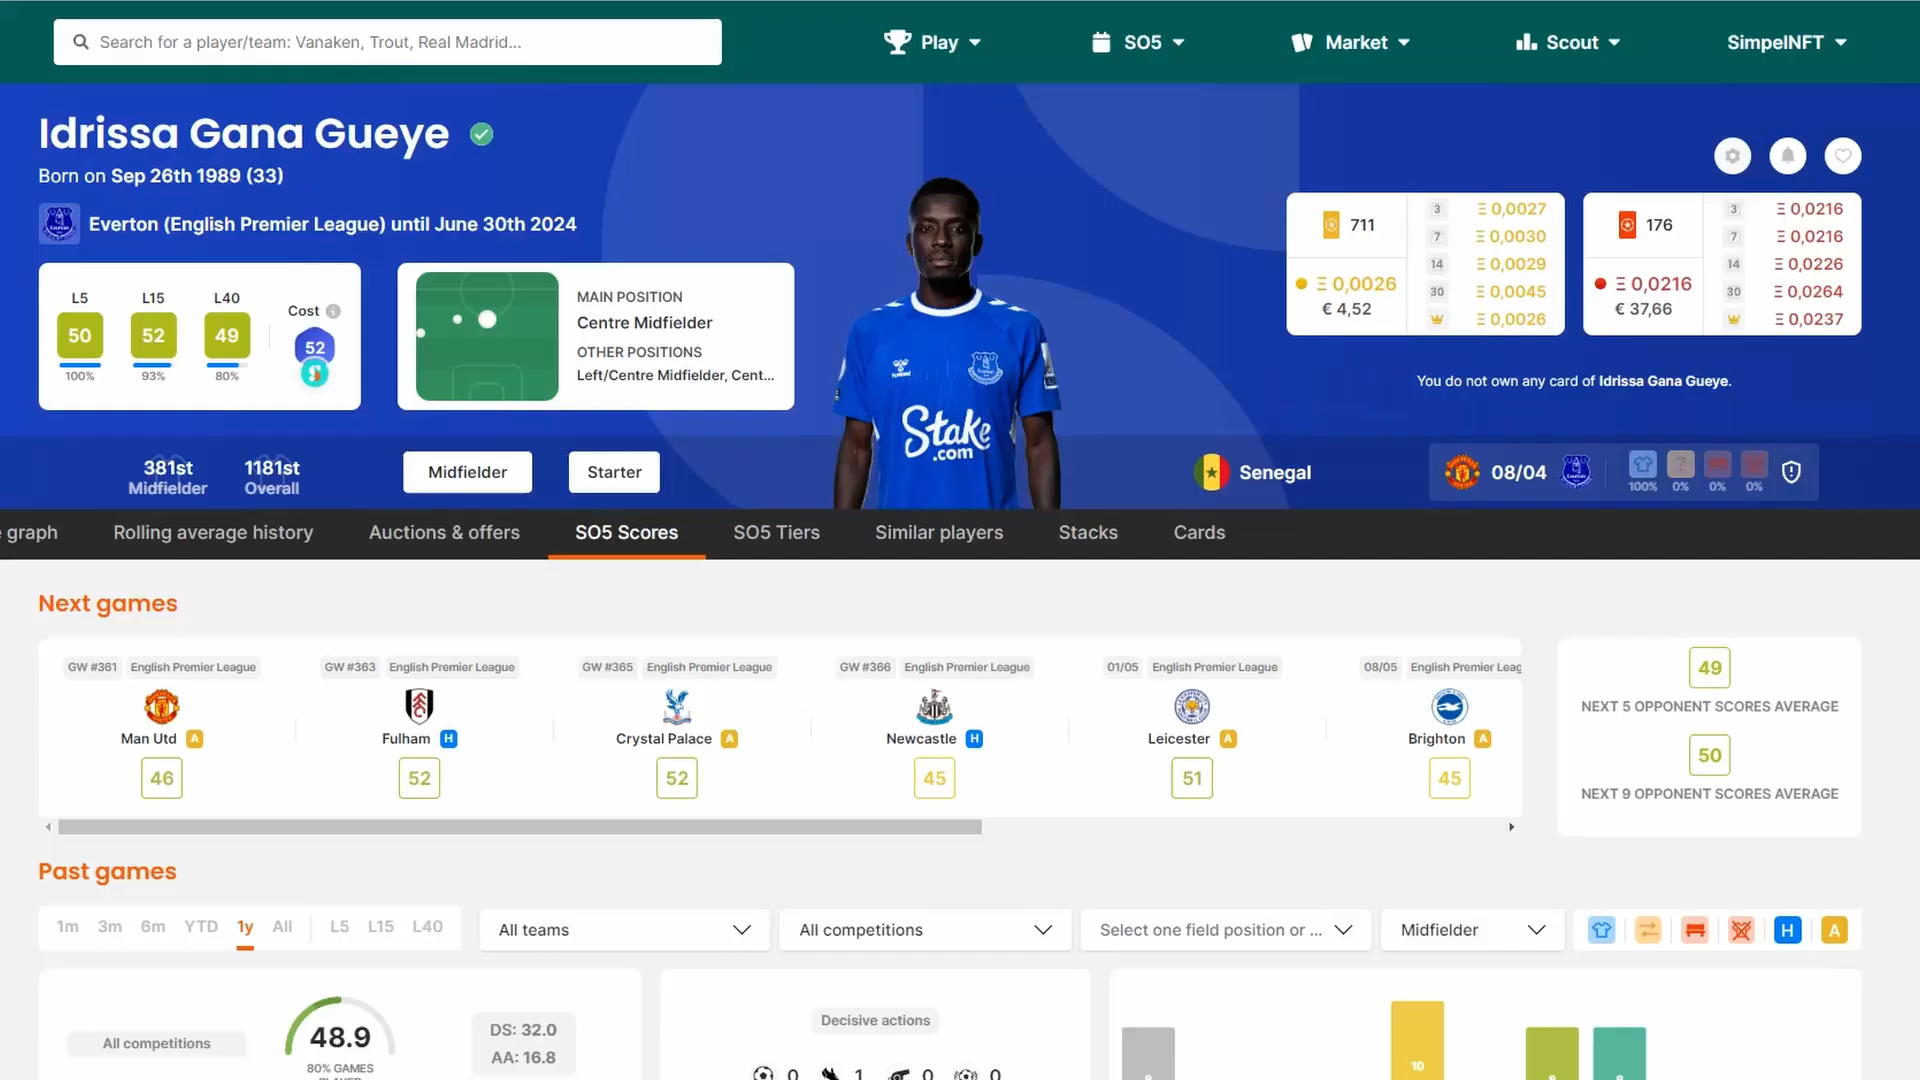 Search for a player/team: Vanaken, Trout, Real Madrid...
Play
SO5
Market
Scout
SimpelNFT
Idrissa Gana Gueye
Born on Sep 26th 1989 (33)
Everton (English Premier League) until June 30th 2024
L5 L15 L40
Cost
50 52 49
52
100% 93% 80%
MAIN POSITION
Centre Midfielder
OTHER POSITIONS
Left/Centre Midfielder, Cent...
Stake
.com
711
Ξ 0,0026
€ 4,52
3 Ξ 0,0027
7 Ξ 0,0030
14 Ξ 0,0029
30 Ξ 0,0045
Ξ 0,0026
176
Ξ 0,0216
€ 37,66
3 Ξ 0,0216
7 Ξ 0,0216
14 Ξ 0,0226
30 Ξ 0,0264
Ξ 0,0237
You do not own any card of Idrissa Gana Gueye.
381st
Midfielder
1181st
Overall
Midfielder
Starter
Senegal
08/04
100% 0% 0% 0%
graph
Rolling average history
Auctions & offers
SO5 Scores
SO5 Tiers
Similar players
Stacks
Cards
Next games
GW #361 English Premier League
Man Utd A
46
GW #363 English Premier League
Fulham H
52
GW #365 English Premier League
Crystal Palace A
52
GW #366 English Premier League
Newcastle H
45
01/05 English Premier League
Leicester A
51
08/05 English Premier Leag
Brighton A
45
49
NEXT 5 OPPONENT SCORES AVERAGE
50
NEXT 9 OPPONENT SCORES AVERAGE
Past games
1m 3m 6m YTD 1y All L5 L15 L40
All teams
All competitions
Select one field position or ...
Midfielder
H
A
All competitions
48.9
80% GAMES
DS: 32.0
AA: 16.8
Decisive actions
0 1 0 0
10